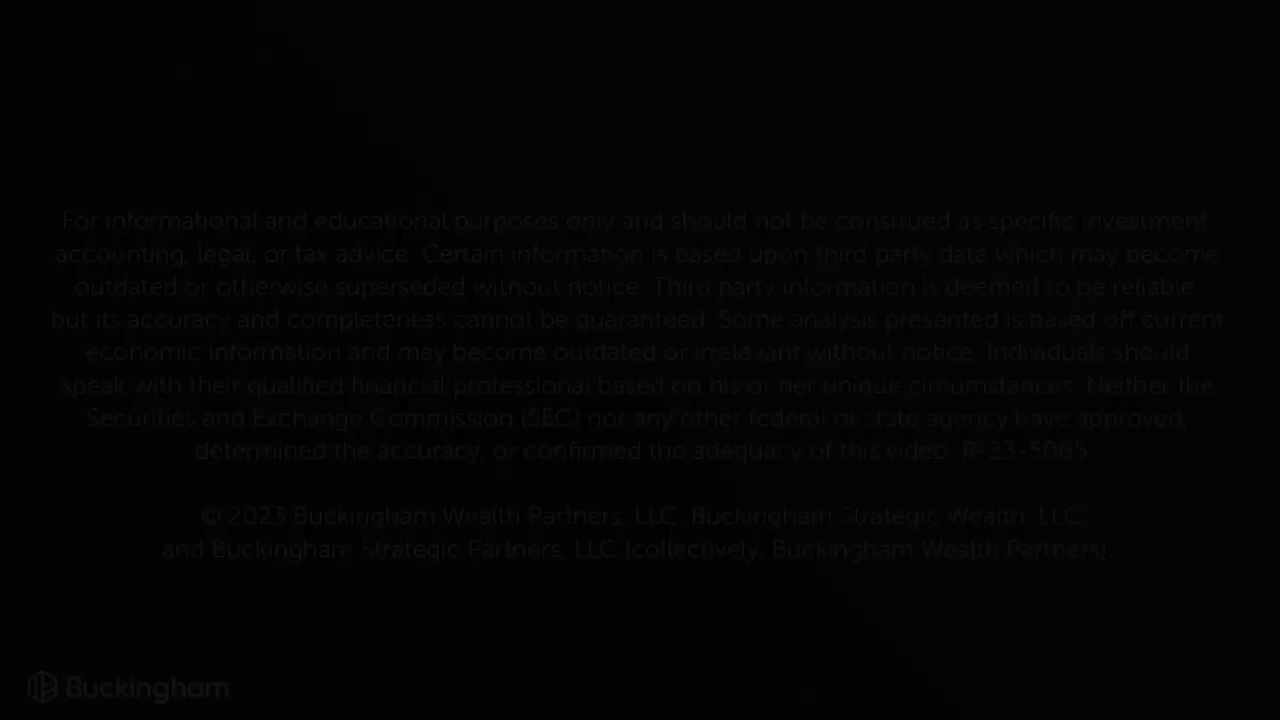 For informational and educational purposes only and should not be construed as specific investment,
accounting, legal, or tax advice. Certain information is based upon third party data which may become
outdated or otherwise superseded without notice. Third party information is deemed to be reliable,
but its accuracy and completeness cannot be guaranteed. Some analysis presented is based off current
economic information and may become outdated or irrelevant without notice. Individuals should
speak with their qualified financial professional based on his or her unique circumstances. Neither the
Securities and Exchange Commission (SEC) nor any other federal or state agency have approved,
determined the accuracy, or confirmed the adequacy of this video. R-23-5065
© 2023 Buckingham Wealth Partners, LLC. Buckingham Strategic Wealth, LLC
and Buckingham Strategic Partners, LLC (collectively, Buckingham Wealth Partners).
Buckingham